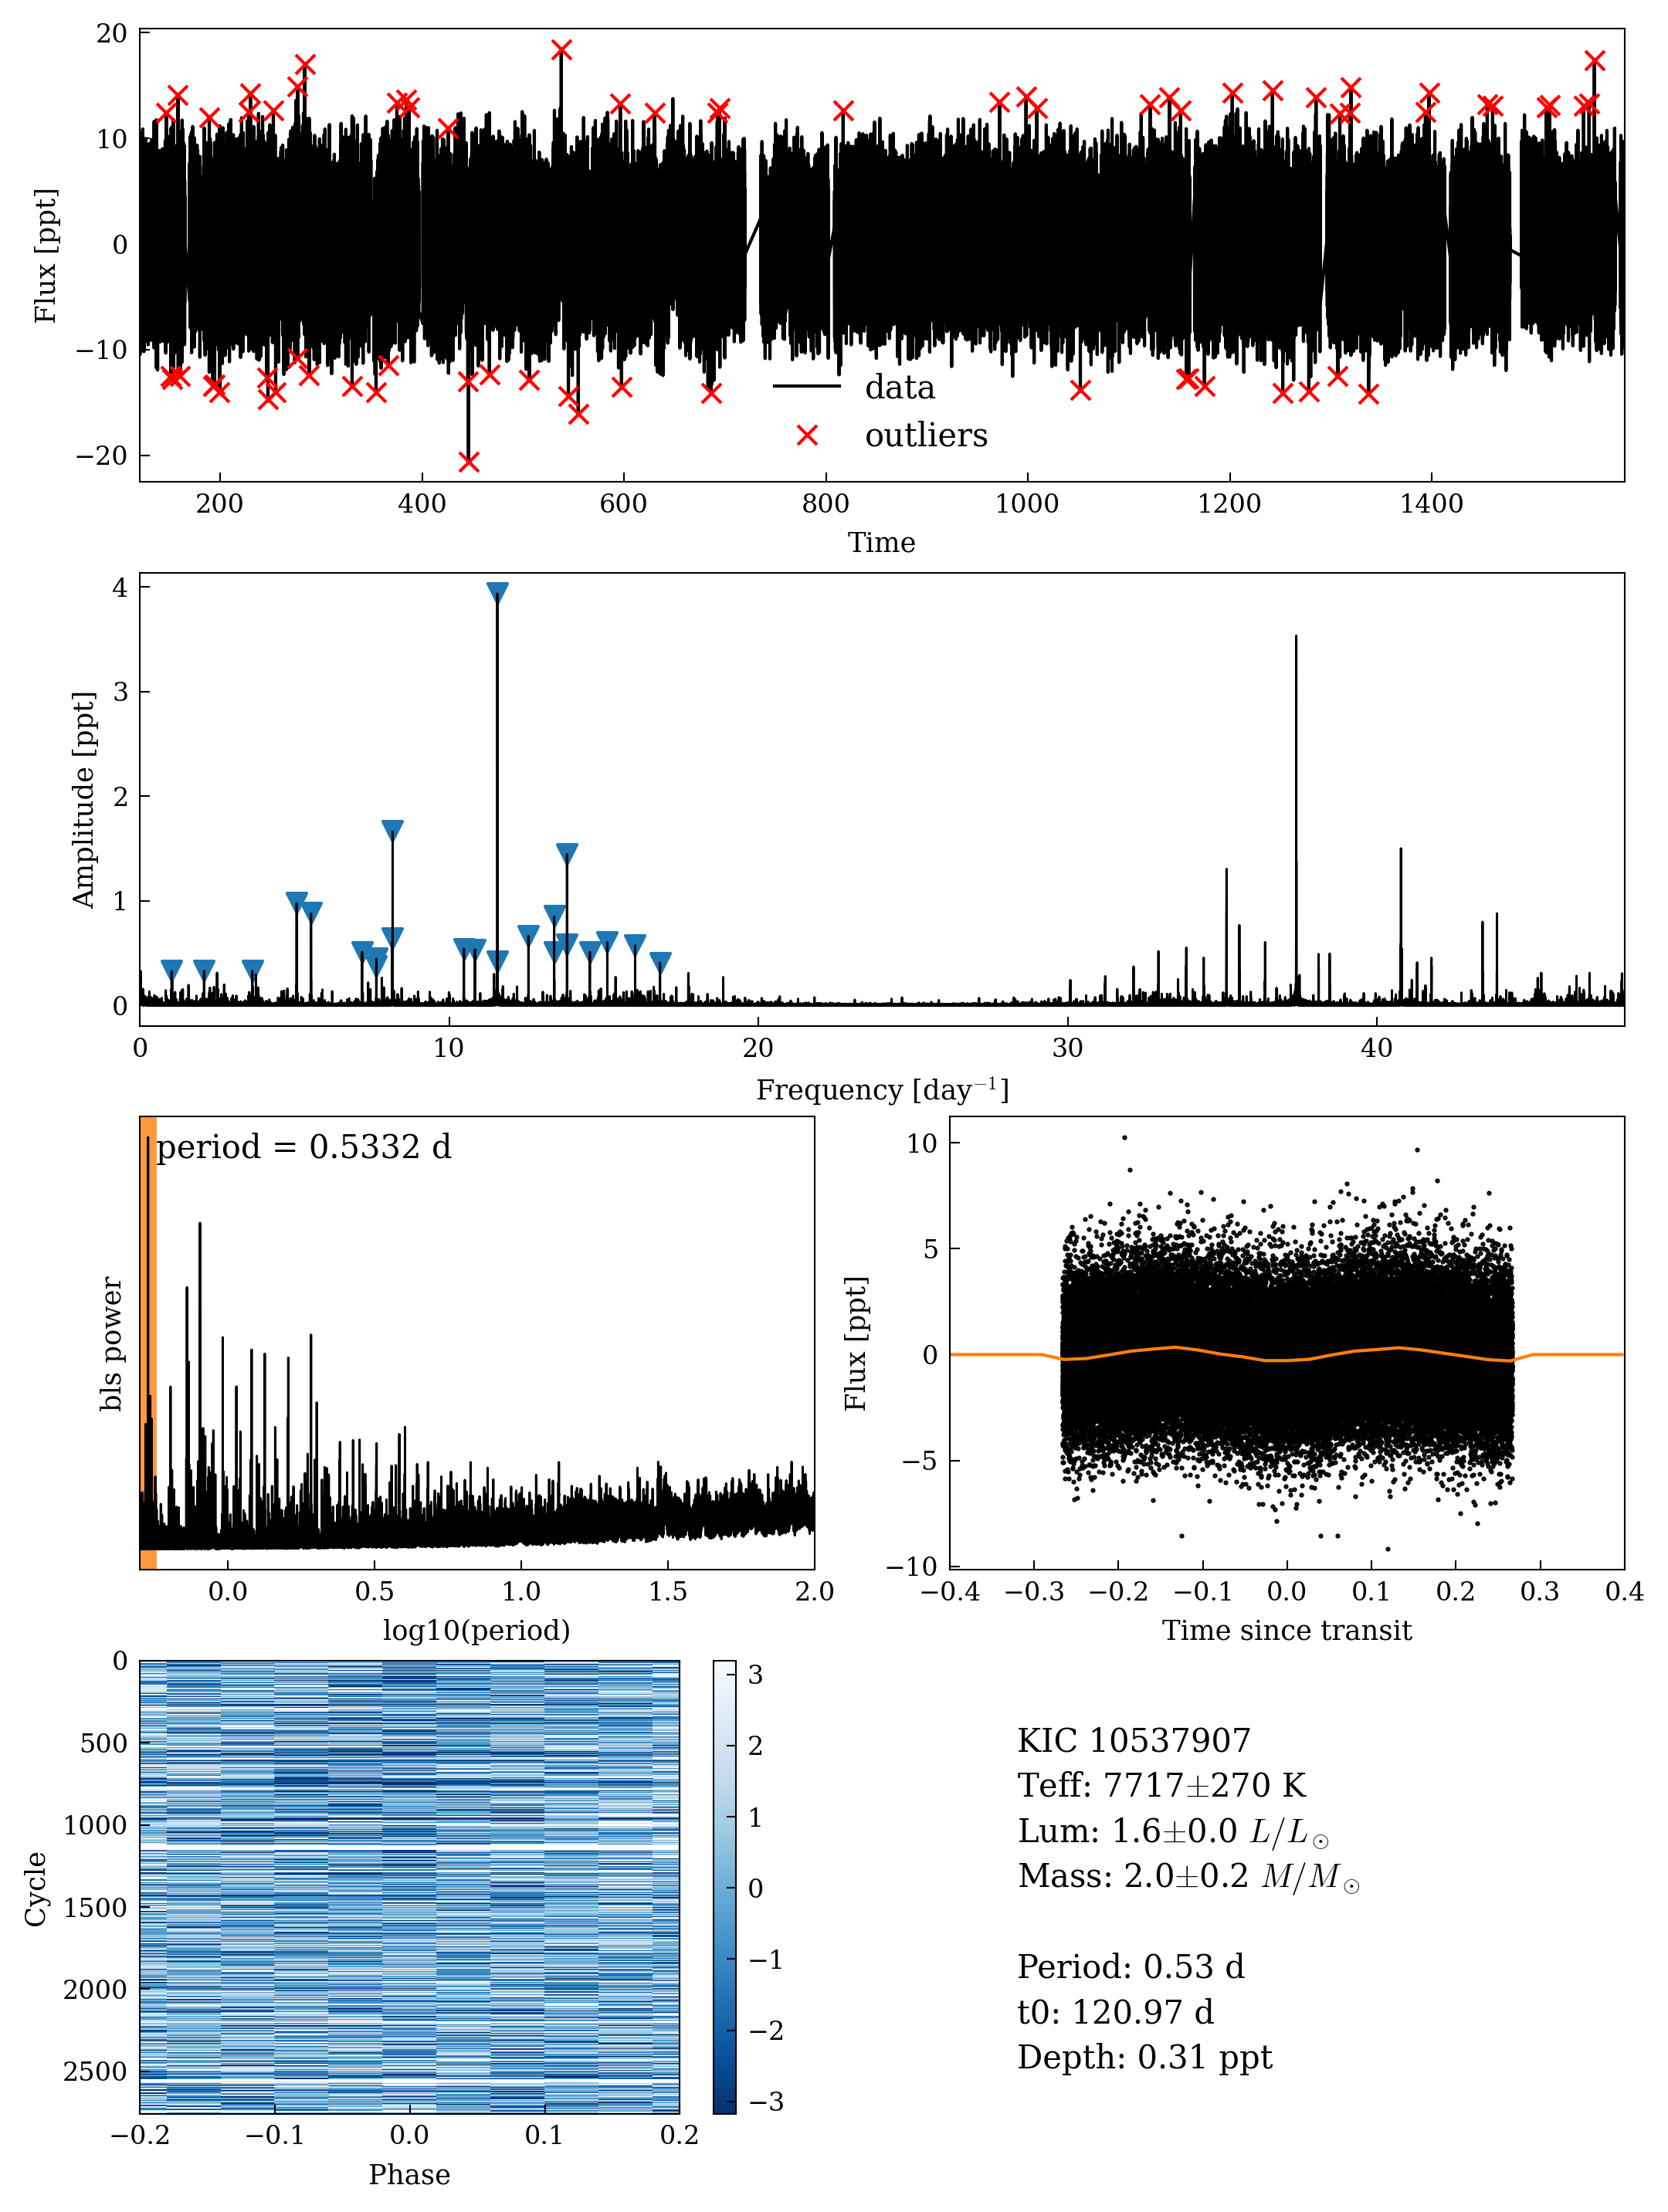 20
10
0
−10
−20
Flux [ppt]
data
outliers
200 400 600 800 1000 1200 1400
Time
4
3
2
1
0
Amplitude [ppt]
0 10 20 30 40
Frequency [day⁻¹]
period = 0.5332 d
bls power
0.0 0.5 1.0 1.5 2.0
log10(period)
10
5
0
−5
−10
Flux [ppt]
−0.4 −0.3 −0.2 −0.1 0.0 0.1 0.2 0.3 0.4
Time since transit
0
500
1000
1500
2000
2500
Cycle
−0.2 −0.1 0.0 0.1 0.2
Phase
3
2
1
0
−1
−2
−3
KIC 10537907
Teff: 7717±270 K
Lum: 1.6±0.0 L/L⊙
Mass: 2.0±0.2 M/M⊙
Period: 0.53 d
t0: 120.97 d
Depth: 0.31 ppt